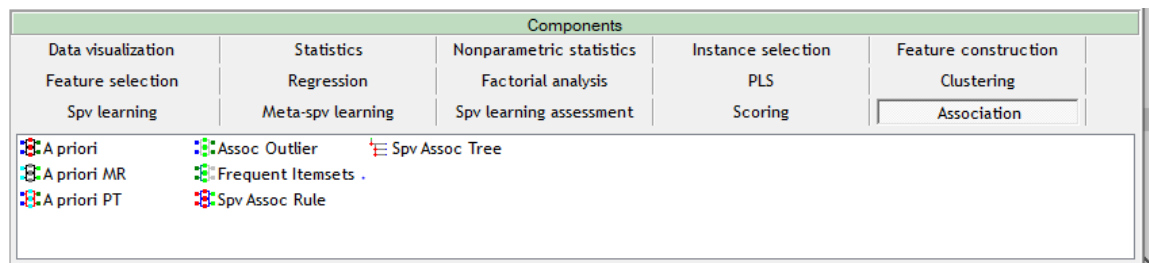 Components
Data visualization Statistics Nonparametric statistics Instance selection Feature construction
Feature selection Regression Factorial analysis PLS Clustering
Spv learning Meta-spv learning Spv learning assessment Scoring Association
A priori Assoc Outlier Spv Assoc Tree
A priori MR Frequent Itemsets .
A priori PT Spv Assoc Rule